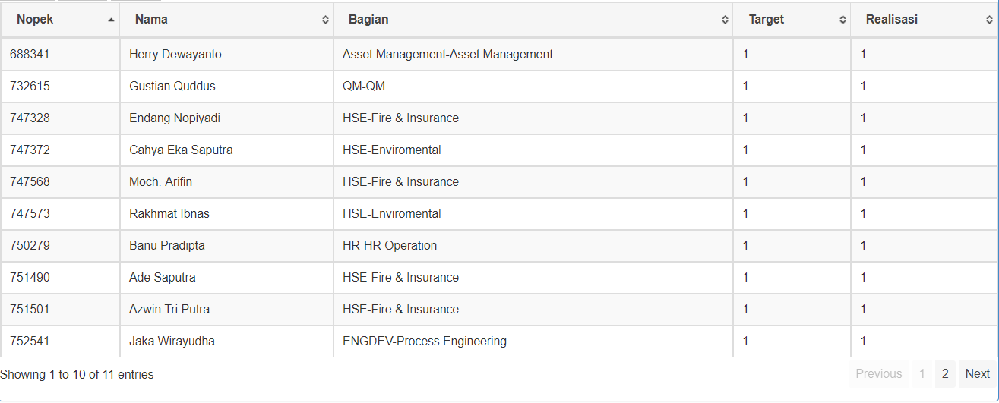 Nopek Nama Bagian Target Realisasi
688341 Herry Dewayanto Asset Management-Asset Management 1 1
732615 Gustian Quddus QM-QM 1 1
747328 Endang Nopiyadi HSE-Fire & Insurance 1 1
747372 Cahya Eka Saputra HSE-Enviromental 1 1
747568 Moch. Arifin HSE-Fire & Insurance 1 1
747573 Rakhmat Ibnas HSE-Enviromental 1 1
750279 Banu Pradipta HR-HR Operation 1 1
751490 Ade Saputra HSE-Fire & Insurance 1 1
751501 Azwin Tri Putra HSE-Fire & Insurance 1 1
752541 Jaka Wirayudha ENGDEV-Process Engineering 1 1
Showing 1 to 10 of 11 entries Previous 1 2 Next